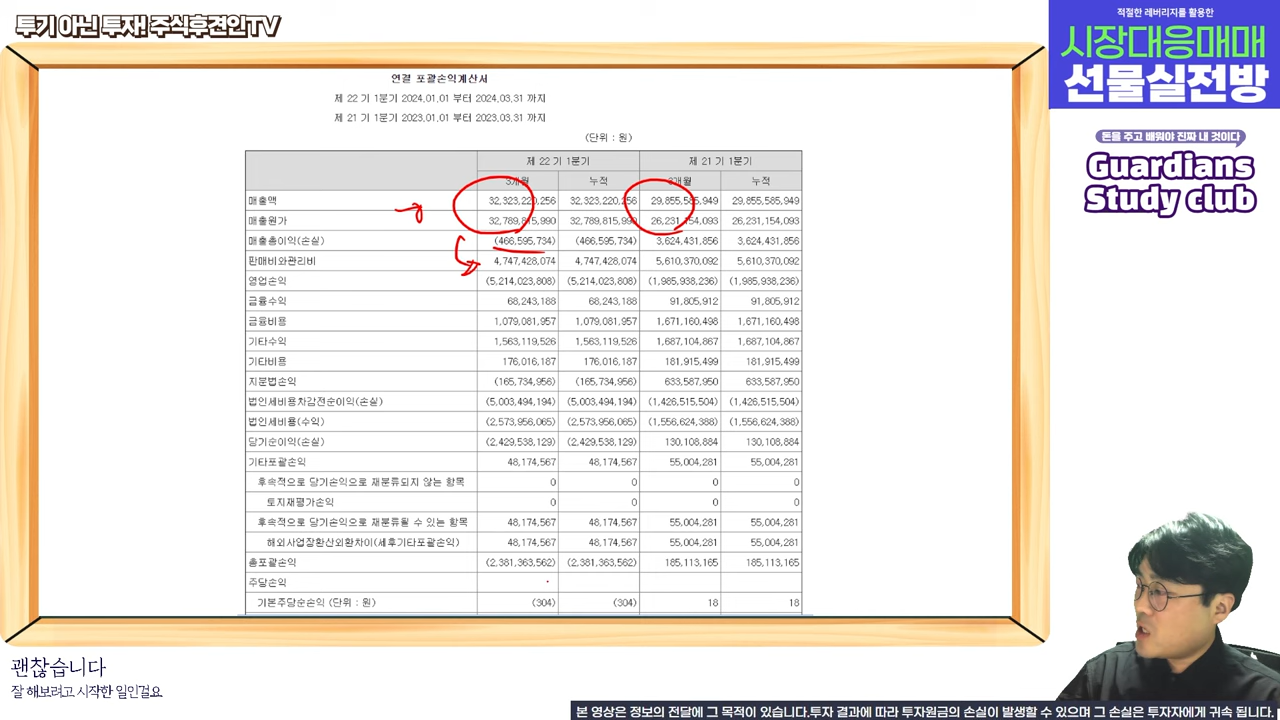 투기 아닌 투자! 주식후견인TV
적절한 레버리지를 활용한
시장대응매매
선물실전방
돈을 주고 배워야 진짜 내 것이다
Guardians
Study club
연결 포괄손익계산서
제 22 기 1분기 2024.01.01 부터 2024.03.31 까지
제 21 기 1분기 2023.01.01 부터 2023.03.31 까지
(단위 : 원)
제 22 기 1분기 제 21 기 1분기
3개월 누적 3개월 누적
매출액 32,323,220,256 32,323,220,256 29,855,585,949 29,855,585,949
매출원가 32,789,815,990 32,789,815,990 26,231,154,093 26,231,154,093
매출총이익(손실) (466,595,734) (466,595,734) 3,624,431,856 3,624,431,856
판매비와관리비 4,747,428,074 4,747,428,074 5,610,370,092 5,610,370,092
영업손익 (5,214,023,808) (5,214,023,808) (1,985,938,236) (1,985,938,236)
금융수익 68,243,188 68,243,188 91,805,912 91,805,912
금융비용 1,079,081,957 1,079,081,957 1,671,160,498 1,671,160,498
기타수익 1,563,119,526 1,563,119,526 1,687,104,867 1,687,104,867
기타비용 176,016,187 176,016,187 181,915,499 181,915,499
지분법손익 (165,734,956) (165,734,956) 633,587,950 633,587,950
법인세비용차감전순이익(손실) (5,003,494,194) (5,003,494,194) (1,426,515,504) (1,426,515,504)
법인세비용(수익) (2,573,956,065) (2,573,956,065) (1,556,624,388) (1,556,624,388)
당기순이익(손실) (2,429,538,129) (2,429,538,129) 130,108,884 130,108,884
기타포괄손익 48,174,567 48,174,567 55,004,281 55,004,281
후속적으로 당기손익으로 재분류되지 않는 항목 0 0 0 0
토지재평가손익 0 0 0 0
후속적으로 당기손익으로 재분류될 수 있는 항목 48,174,567 48,174,567 55,004,281 55,004,281
해외사업장환산외환차이(세후기타포괄손익) 48,174,567 48,174,567 55,004,281 55,004,281
총포괄손익 (2,381,363,562) (2,381,363,562) 185,113,165 185,113,165
주당손익
기본주당순손익 (단위 : 원) (304) (304) 18 18
괜찮습니다
잘 해보려고 시작한 일인걸요
본 영상은 정보의 전달에 그 목적이 있습니다.투자 결과에 따라 투자원금의 손실이 발생할 수 있으며 그 손실은 투자자에게 귀속 됩니다.